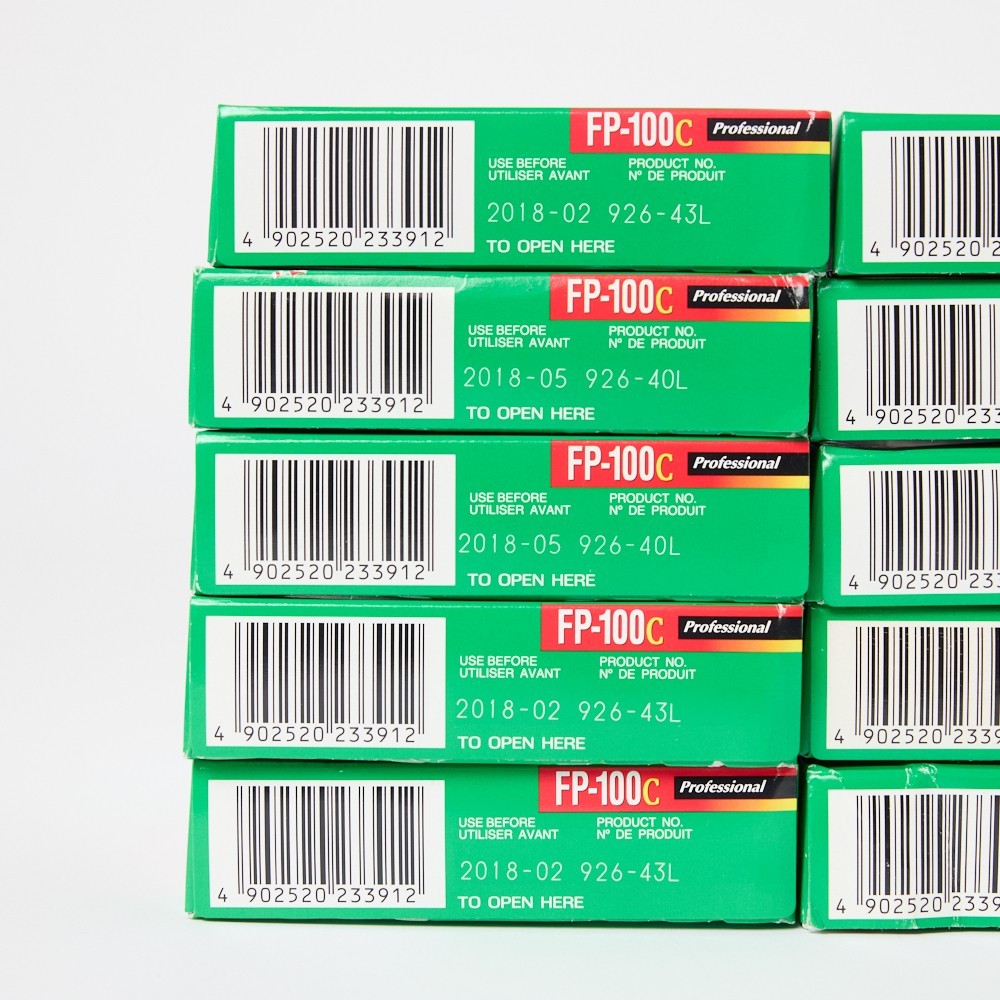 FP-100C Professional
USE BEFORE PRODUCT NO.
UTILISER AVANT Nº DE PRODUIT
2018-02 926-43L
4 902520 233912
TO OPEN HERE
4 902520 2
FP-100C Professional
USE BEFORE PRODUCT NO.
UTILISER AVANT Nº DE PRODUIT
2018-05 926-40L
4 902520 233912
TO OPEN HERE
4 902520 233
FP-100C Professional
USE BEFORE PRODUCT NO.
UTILISER AVANT Nº DE PRODUIT
2018-05 926-40L
4 902520 233912
TO OPEN HERE
4 902520 233
FP-100C Professional
USE BEFORE PRODUCT NO.
UTILISER AVANT Nº DE PRODUIT
2018-02 926-43L
4 902520 233912
TO OPEN HERE
4 902520 2339
FP-100C Professional
USE BEFORE PRODUCT NO.
UTILISER AVANT Nº DE PRODUIT
2018-02 926-43L
4 902520 233912
TO OPEN HERE
4 902520 2339